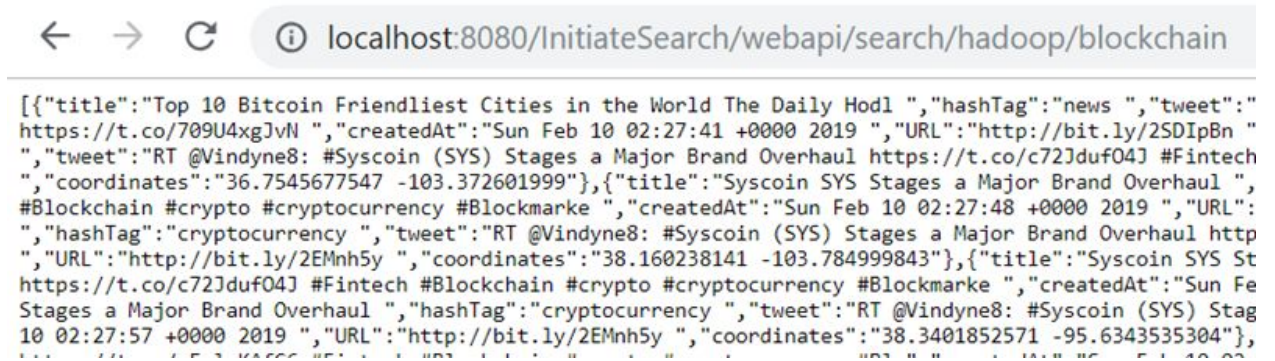 localhost:8080/InitiateSearch/webapi/search/hadoop/blockchain
[{"title":"Top 10 Bitcoin Friendliest Cities in the World The Daily Hodl ","hashTag":"news ","tweet":"
https://t.co/709U4xgJvN ","createdAt":"Sun Feb 10 02:27:41 +0000 2019 ","URL":"http://bit.ly/2SDIpBn "
","tweet":"RT @Vindyne8: #Syscoin (SYS) Stages a Major Brand Overhaul https://t.co/c72JdufO4J #Fintech
","coordinates":"36.7545677547 -103.372601999"},{"title":"Syscoin SYS Stages a Major Brand Overhaul ",
#Blockchain #crypto #cryptocurrency #Blockmarke ","createdAt":"Sun Feb 10 02:27:48 +0000 2019 ","URL":
","hashTag":"cryptocurrency ","tweet":"RT @Vindyne8: #Syscoin (SYS) Stages a Major Brand Overhaul http
","URL":"http://bit.ly/2EMnh5y ","coordinates":"38.160238141 -103.784999843"},{"title":"Syscoin SYS St
https://t.co/c72JdufO4J #Fintech #Blockchain #crypto #cryptocurrency #Blockmarke ","createdAt":"Sun Fe
Stages a Major Brand Overhaul ","hashTag":"cryptocurrency ","tweet":"RT @Vindyne8: #Syscoin (SYS) Stag
10 02:27:57 +0000 2019 ","URL":"http://bit.ly/2EMnh5y ","coordinates":"38.3401852571 -95.6343535304"},